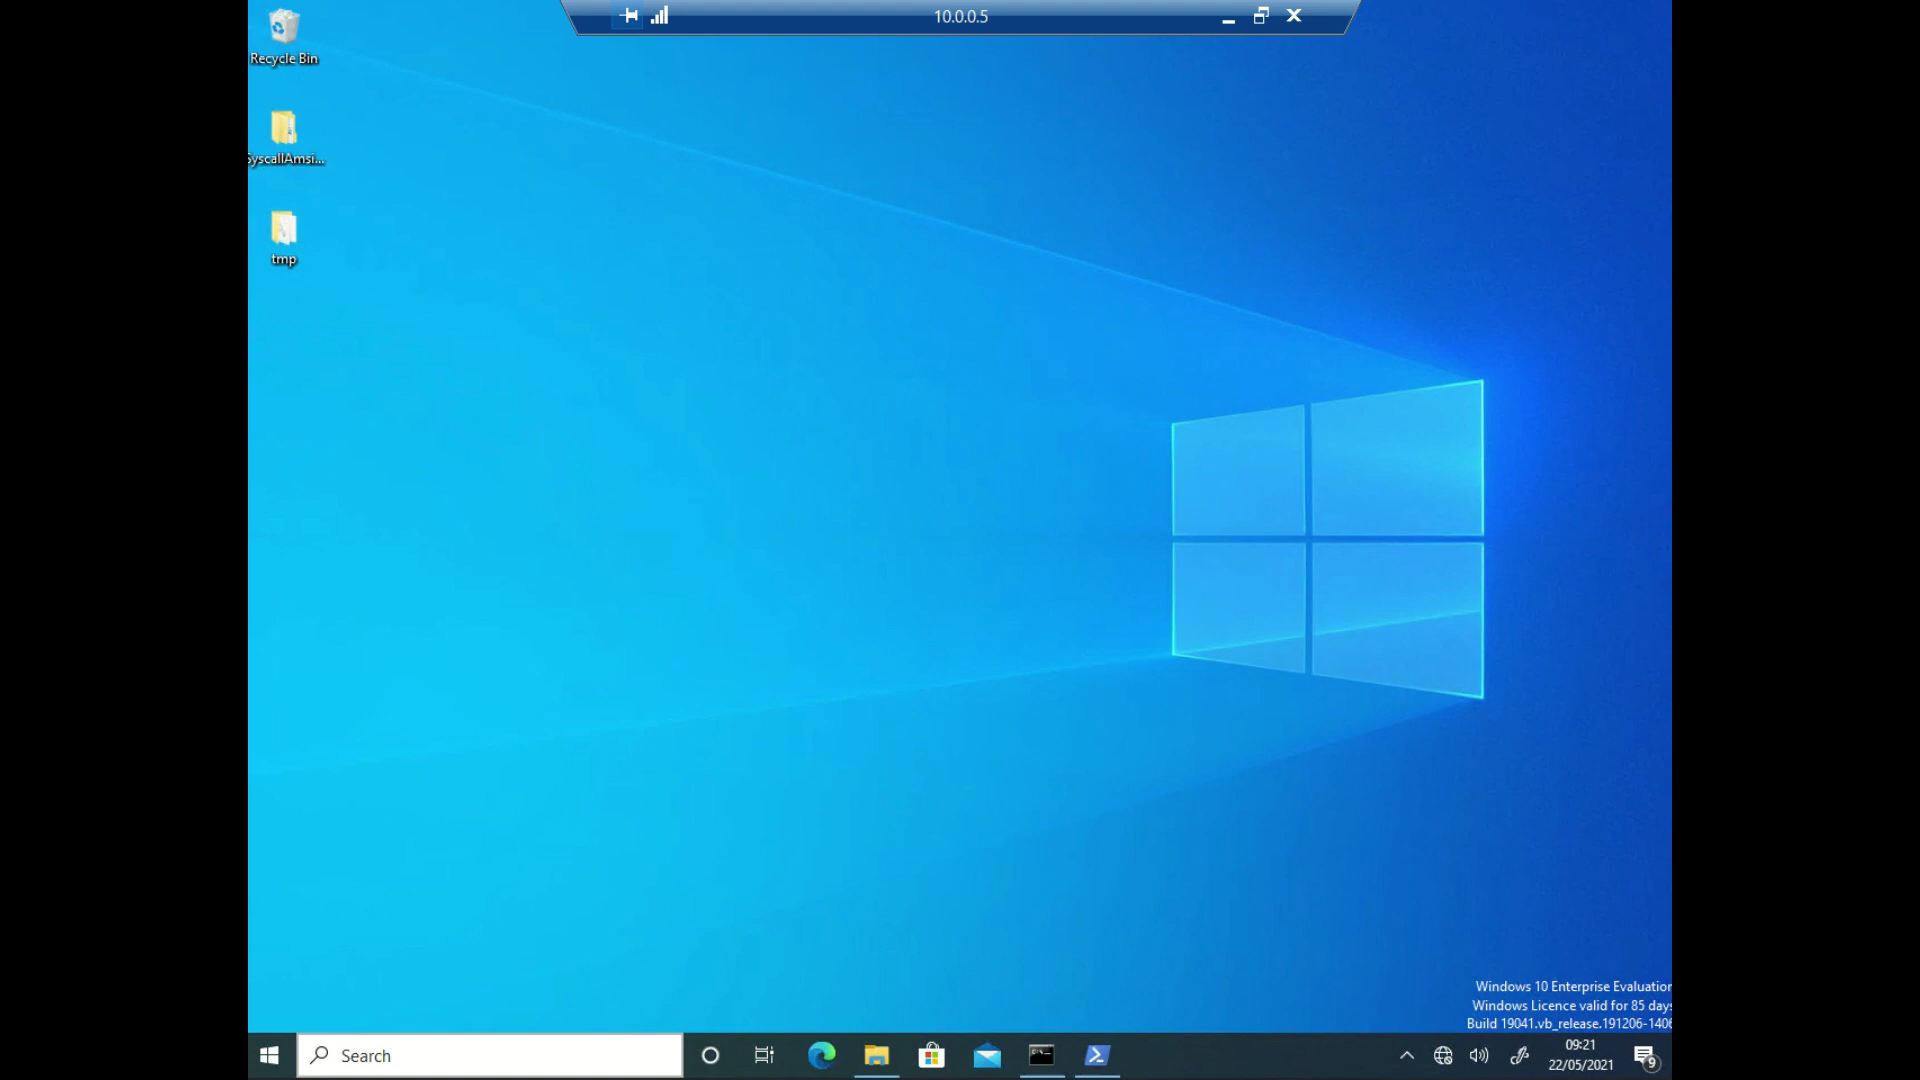 10.0.0.5
Recycle Bin
SyscallAmsi...
tmp
Windows 10 Enterprise Evaluation
Windows Licence valid for 85 days
Build 19041.vb_release.191206-1406
Search
09:21
22/05/2021
9